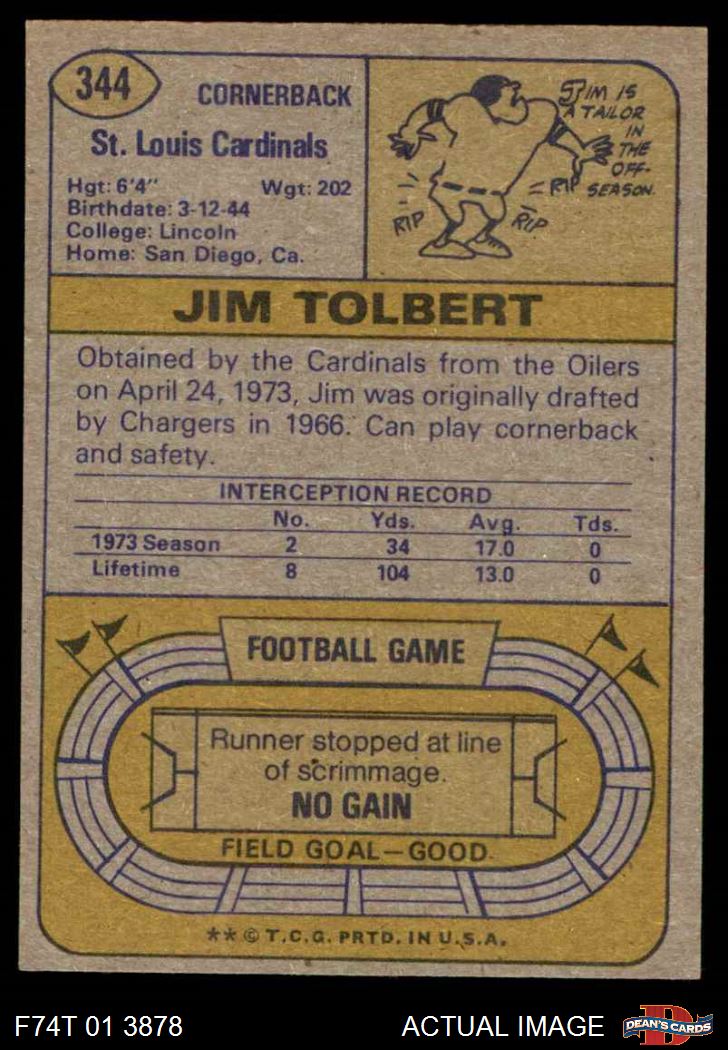 344
CORNERBACK
St. Louis Cardinals
Hgt: 6'4" Wgt: 202
Birthdate: 3-12-44
College: Lincoln
Home: San Diego, Ca.
JIM IS
A TAILOR
IN
THE
OFF-
SEASON.
RIP
RIP
RIP
JIM TOLBERT
Obtained by the Cardinals from the Oilers
on April 24, 1973, Jim was originally drafted
by Chargers in 1966. Can play cornerback
and safety.
INTERCEPTION RECORD
No. Yds. Avg. Tds.
1973 Season 2 34 17.0 0
Lifetime 8 104 13.0 0
FOOTBALL GAME
Runner stopped at line
of scrimmage.
NO GAIN
FIELD GOAL—GOOD
** © T.C.G. PRTD. IN U.S.A.
F74T 01 3878 ACTUAL IMAGE
D
DEAN'S CARDS